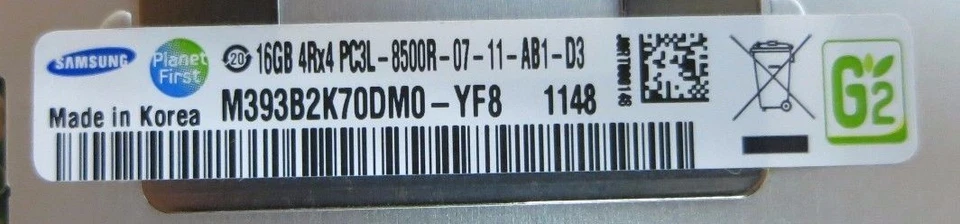 SAMSUNG
Planet First
20
16GB 4Rx4 PC3L-8500R-07-11-AB1-D3
Made in Korea
M393B2K70DM0-YF8 1148
G2